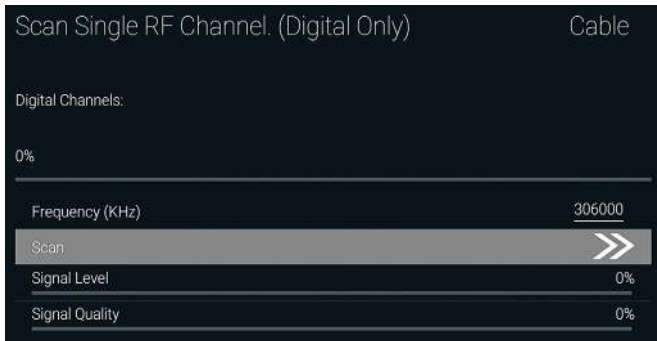 Scan Single RF Channel. (Digital Only) Cable
Digital Channels:
0%
Frequency (KHz) 306000
Scan
Signal Level 0%
Signal Quality 0%